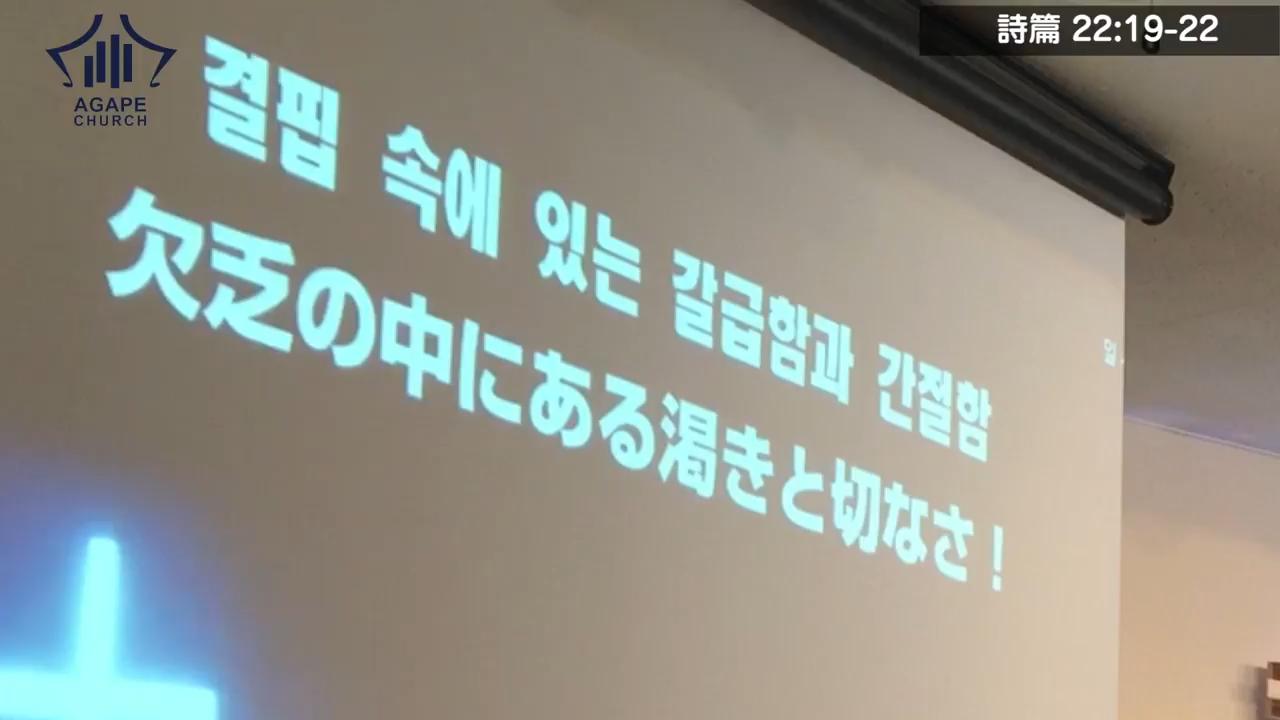 AGAPE
CHURCH
詩篇 22:19-22
결핍 속에 있는 갈급함과 간절함
欠乏の中にある渇きと切なさ!